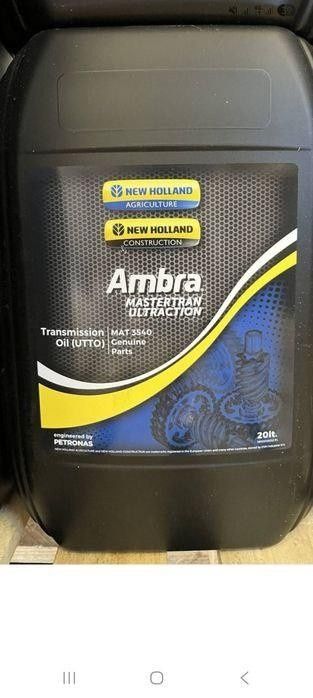 NEW HOLLAND
AGRICULTURE
NEW HOLLAND
CONSTRUCTION
Ambra
MASTERTRAN
ULTRACTION
Transmission
Oil (UTTO)
MAT 3540
Genuine
Parts
engineered by
PETRONAS
20lt.